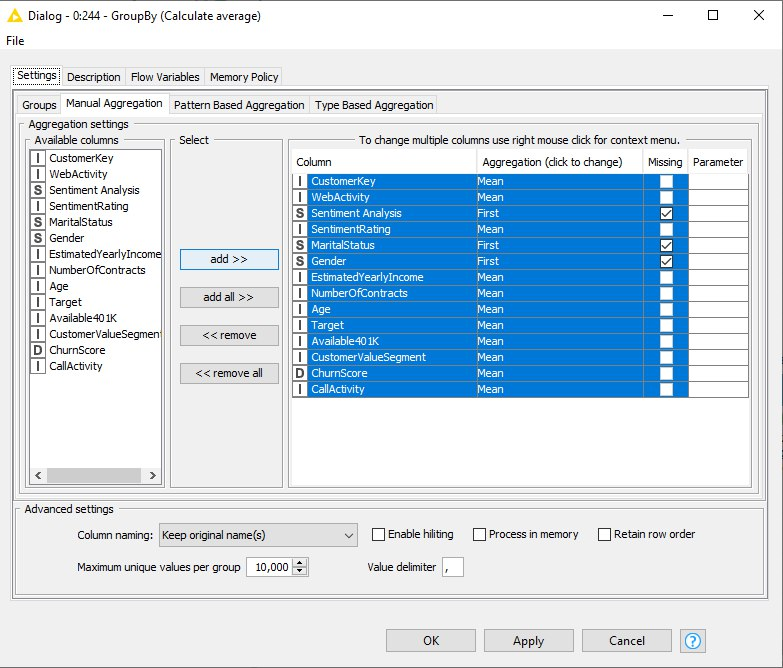 Dialog - 0:244 - GroupBy (Calculate average)
File
Settings Description Flow Variables Memory Policy
Groups Manual Aggregation Pattern Based Aggregation Type Based Aggregation
Aggregation settings
Available columns
I CustomerKey
I WebActivity
S Sentiment Analysis
I SentimentRating
S MaritalStatus
S Gender
I EstimatedYearlyIncome
I NumberOfContracts
I Age
I Target
I Available401K
I CustomerValueSegment
D ChurnScore
I CallActivity
Select
add >>
add all >>
<< remove
<< remove all
To change multiple columns use right mouse click for context menu.
Column Aggregation (click to change) Missing Parameter
I CustomerKey Mean
I WebActivity Mean
S Sentiment Analysis First
I SentimentRating Mean
S MaritalStatus First
S Gender First
I EstimatedYearlyIncome Mean
I NumberOfContracts Mean
I Age Mean
I Target Mean
I Available401K Mean
I CustomerValueSegment Mean
D ChurnScore Mean
I CallActivity Mean
Advanced settings
Column naming: Keep original name(s) Enable hiliting Process in memory Retain row order
Maximum unique values per group 10,000 Value delimiter ,
OK Apply Cancel ?